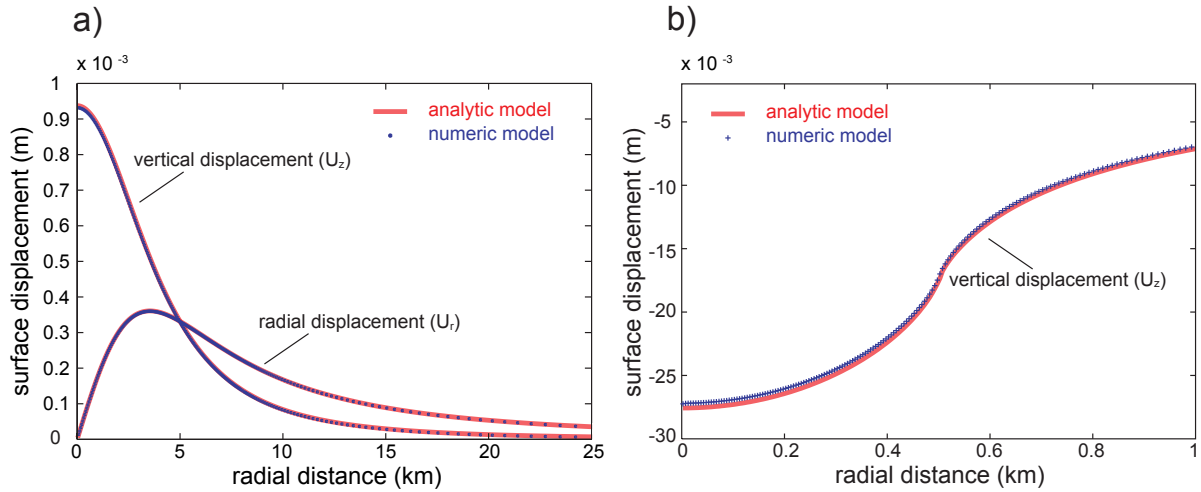 a)
x 10 -3
1
0.9
0.8
0.7
0.6
0.5
0.4
0.3
0.2
0.1
0
surface displacement (m)
analytic model
numeric model
vertical displacement (Uz)
radial displacement (Ur)
0 5 10 15 20 25
radial distance (km)
b)
x 10 -3
-5
-10
-15
-20
-25
-30
surface displacement (m)
analytic model
numeric model
vertical displacement (Uz)
0 0.2 0.4 0.6 0.8 1
radial distance (km)